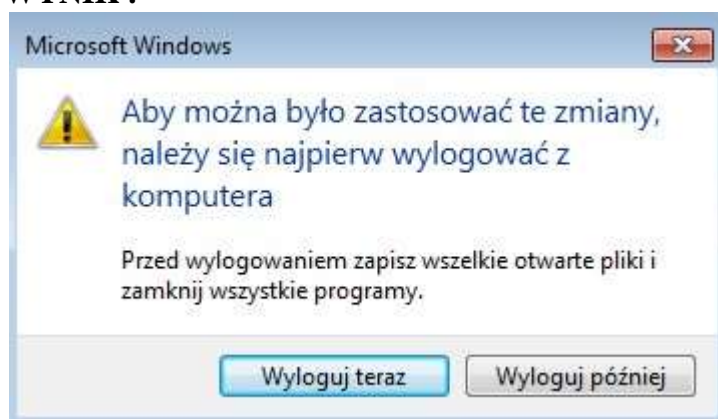 Microsoft Windows
Aby można było zastosować te zmiany,
należy się najpierw wylogować z
komputera
Przed wylogowaniem zapisz wszelkie otwarte pliki i
zamknij wszystkie programy.
Wyloguj teraz Wyloguj później